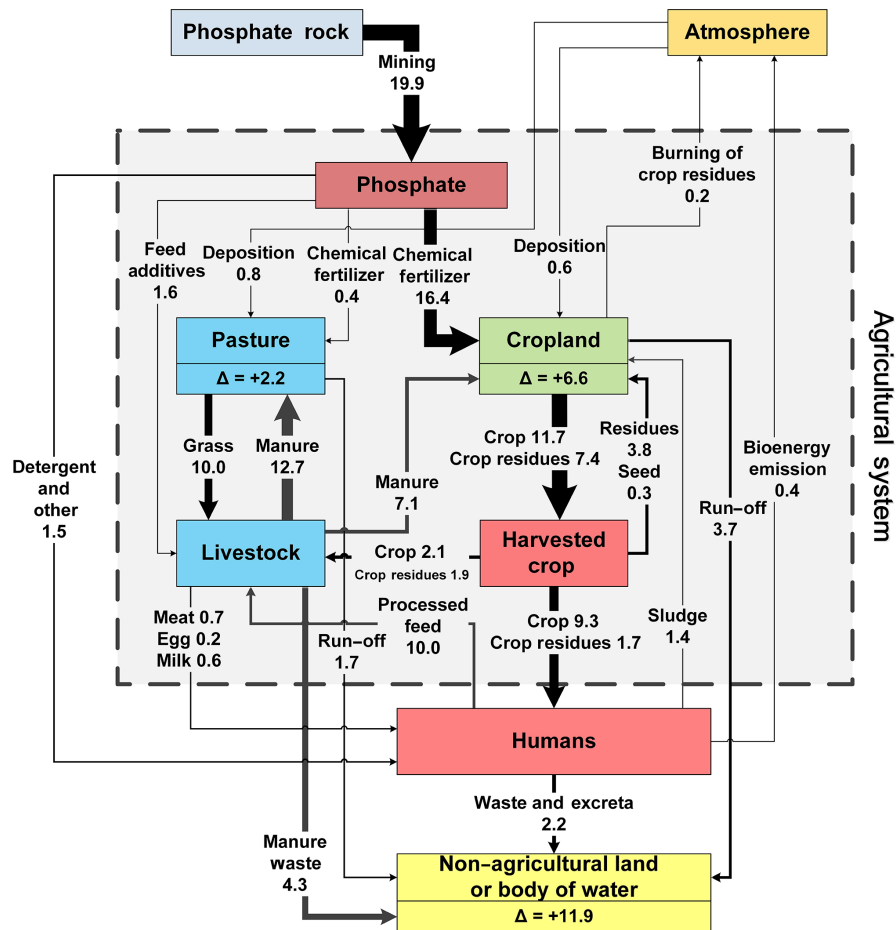 Phosphate rock
Atmosphere
Mining
19.9
Burning of
crop residues
0.2
Phosphate
Feed
additives
1.6
Deposition
0.8
Chemical
fertilizer
0.4
Chemical
fertilizer
16.4
Deposition
0.6
Agricultural system
Pasture
Δ = +2.2
Cropland
Δ = +6.6
Grass
10.0
Manure
12.7
Crop 11.7
Crop residues 7.4
Residues
3.8
Seed
0.3
Bioenergy
emission
0.4
Detergent
and
other
1.5
Manure
7.1
Run–off
3.7
Livestock
Crop 2.1
Crop residues 1.9
Harvested
crop
Meat 0.7
Egg 0.2
Milk 0.6
Run–off
1.7
Processed
feed
10.0
Crop 9.3
Crop residues 1.7
Sludge
1.4
Humans
Waste and excreta
2.2
Manure
waste
4.3
Non–agricultural land
or body of water
Δ = +11.9